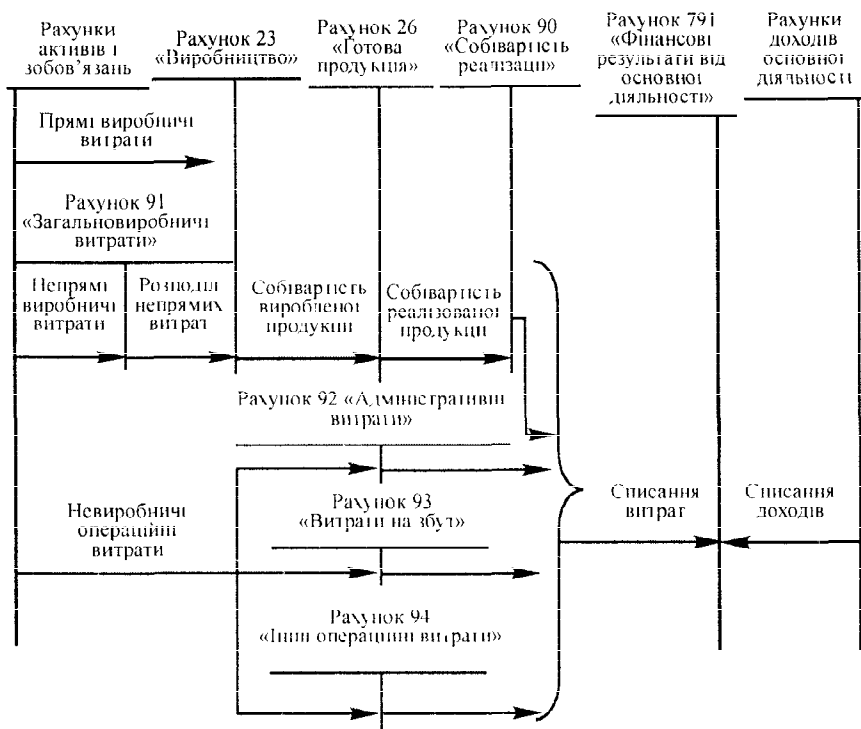 Рахунки
активів і
зобов'язань
Рахунок 23
«Виробництво»
Рахунок 26
«Готова
продукція»
Рахунок 90
«Собівартість
реалізації»
Рахунок 791
«Фінансові
результати від
основної
діяльності»
Рахунки
доходів
основної
діяльності
Прямі виробничі
витрати
Рахунок 91
«Загальновиробничі
витрати»
Непрямі
виробничі
витрати
Розподіл
непрямих
витрат
Собівартість
виробленої
продукції
Собівартість
реалізованої
продукції
Рахунок 92 «Адміністративні
витрати»
Невиробничі
операційні
витрати
Рахунок 93
«Витрати на збут»
Списання
витрат
Списання
доходів
Рахунок 94
«Інші операційні витрати»